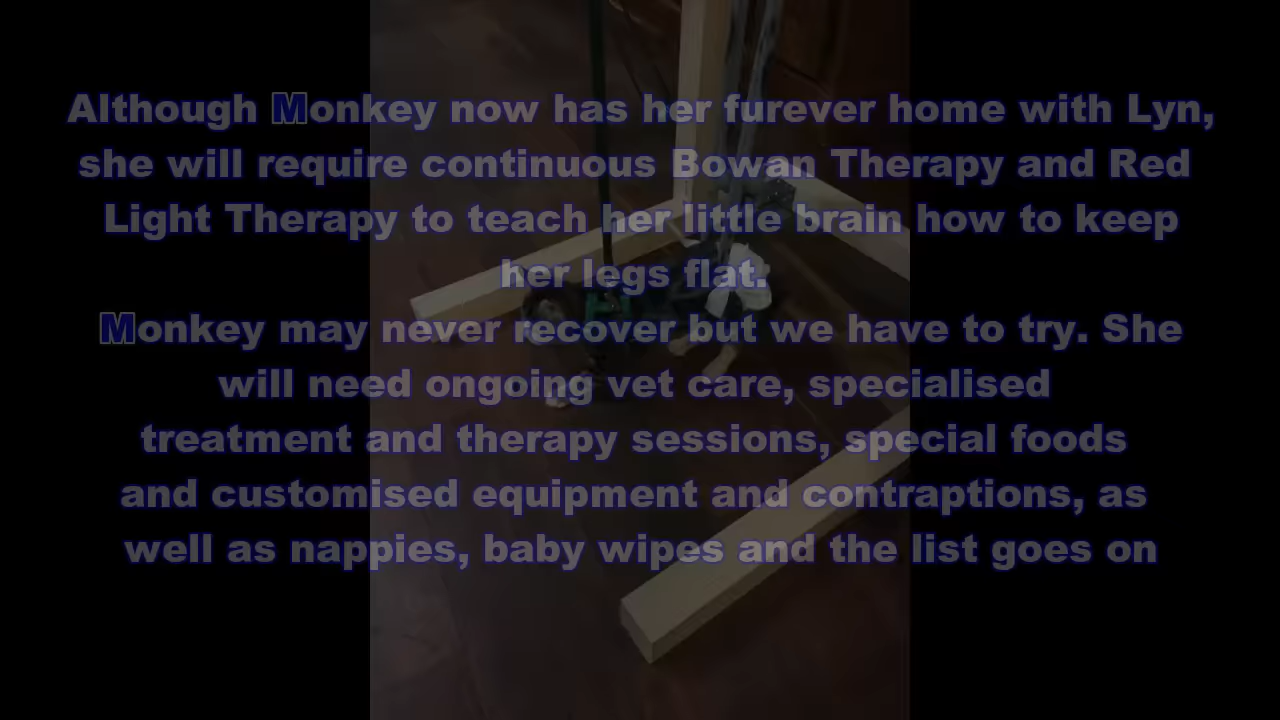 Although Monkey now has her furever home with Lyn,
she will require continuous Bowan Therapy and Red
Light Therapy to teach her little brain how to keep
her legs flat.
Monkey may never recover but we have to try. She
will need ongoing vet care, specialised
treatment and therapy sessions, special foods
and customised equipment and contraptions, as
well as nappies, baby wipes and the list goes on